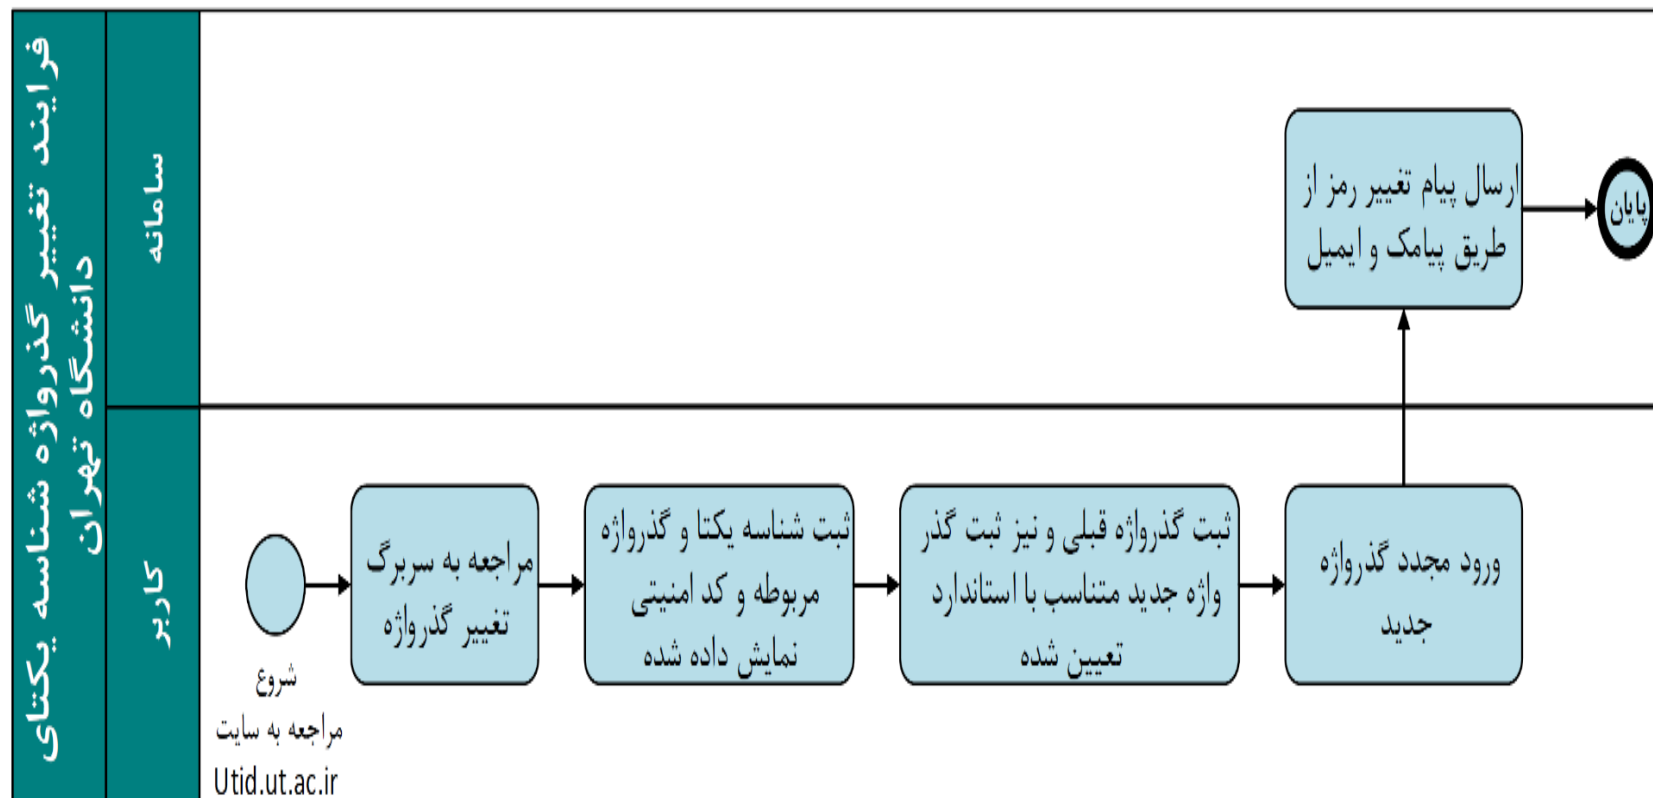 فرایند تغییر گذرواژه شناسه یکتای
دانشگاه تهران
سامانه
ارسال پیام تغییر رمز از
طریق پیامک و ایمیل
پایان
کاربر
شروع
مراجعه به سایت
Utid.ut.ac.ir
مراجعه به سربرگ
تغییر گذرواژه
ثبت شناسه یکتا و گذرواژه
مربوطه و کد امنیتی
نمایش داده شده
ثبت گذرواژه قبلی و نیز ثبت گذر
واژه جدید متناسب با استاندارد
تعیین شده
ورود مجدد گذرواژه
جدید